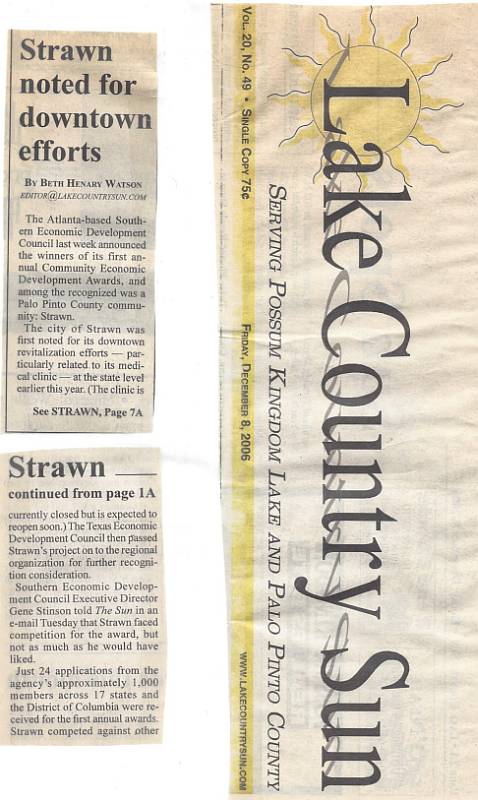 Strawn
noted for
downtown
efforts
BY BETH HENARY WATSON
EDITOR@LAKECOUNTRYSUN.COM
The Atlanta-based South-
ern Economic Development
Council last week announced
the winners of its first an-
nual Community Economic
Development Awards, and
among the recognized was a
Palo Pinto County commu-
nity: Strawn.
The city of Strawn was
first noted for its downtown
revitalization efforts — par-
ticularly related to its medi-
cal clinic — at the state level
earlier this year. (The clinic is
See STRAWN, Page 7A
Strawn
continued from page 1A
currently closed but is expected to
reopen soon.) The Texas Economic
Development Council then passed
Strawn's project on to the regional
organization for further recogni-
tion consideration.
Southern Economic Develop-
ment Council Executive Director
Gene Stinson told The Sun in an
e-mail Tuesday that Strawn faced
competition for the award, but
not as much as he would have
liked.
Just 24 applications from the
agency's approximately 1,000
members across 17 states and
the District of Columbia were re-
ceived for the first annual awards.
Strawn competed against other
Lake Country Sun
SERVING POSSUM KINGDOM LAKE AND PALO PINTO COUNTY
VOL. 20, NO. 49 • SINGLE COPY 75¢ FRIDAY, DECEMBER 8, 2006 WWW.LAKECOUNTRYSUN.COM